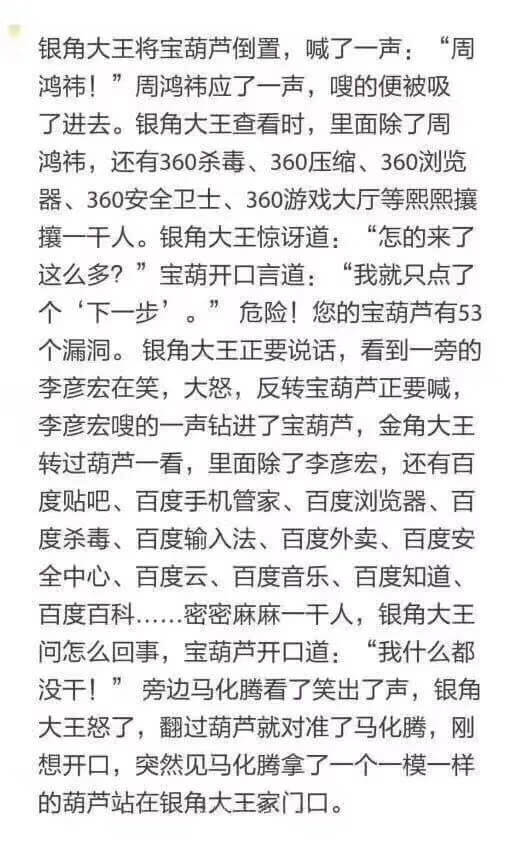 银角大王将宝葫芦倒置，喊了一声：“周
鸿祎！”周鸿祎应了一声，嗖的便被吸
了进去。银角大王查看时，里面除了周
鸿祎，还有360杀毒、360压缩、360浏览
器、360安全卫士、360游戏大厅等熙熙攘
攘一干人。银角大王惊讶道：“怎的来了
这么多？”宝葫开口言道：“我就只点了
个‘下一步’。” 危险！您的宝葫芦有53
个漏洞。 银角大王正要说话，看到一旁的
李彦宏在笑，大怒，反转宝葫芦正要喊，
李彦宏嗖的一声钻进了宝葫芦，金角大王
转过葫芦一看，里面除了李彦宏，还有百
度贴吧、百度手机管家、百度浏览器、百
度杀毒、百度输入法、百度外卖、百度安
全中心、百度云、百度音乐、百度知道、
百度百科……密密麻麻一干人，银角大王
问怎么回事，宝葫芦开口道：“我什么都
没干！” 旁边马化腾看了笑出了声，银角
大王怒了，翻过葫芦就对准了马化腾，刚
想开口，突然见马化腾拿了一个一模一样
的葫芦站在银角大王家门口。